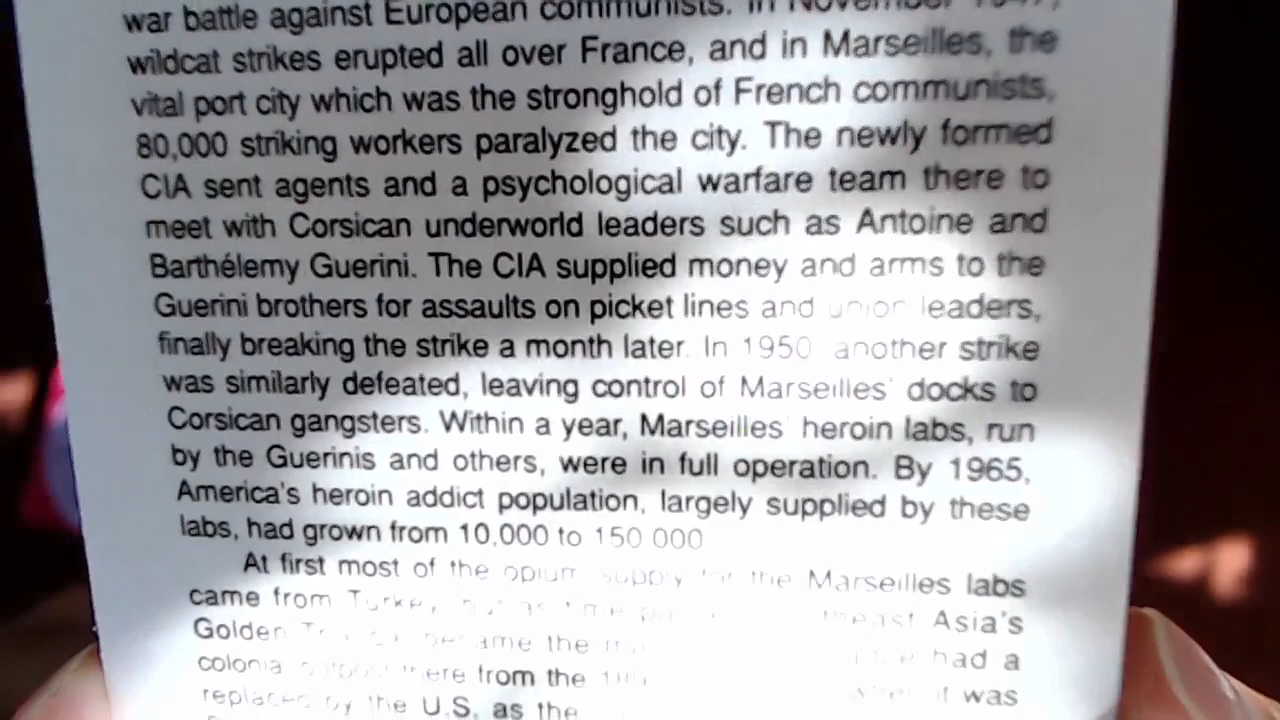 war battle against European communists. In November 1947,
wildcat strikes erupted all over France, and in Marseilles, the
vital port city which was the stronghold of French communists,
80,000 striking workers paralyzed the city. The newly formed
CIA sent agents and a psychological warfare team there to
meet with Corsican underworld leaders such as Antoine and
Barthélemy Guerini. The CIA supplied money and arms to the
Guerini brothers for assaults on picket lines and union leaders,
finally breaking the strike a month later. In 1950 another strike
was similarly defeated, leaving control of Marseilles' docks to
Corsican gangsters. Within a year, Marseilles' heroin labs, run
by the Guerinis and others, were in full operation. By 1965,
America's heroin addict population, largely supplied by these
labs, had grown from 10,000 to 150 000
At first most of the opium supply for the Marseilles labs
came from Turkey, Asia's
Golden became the
there from the had a
replaced by the U.S. as the it was